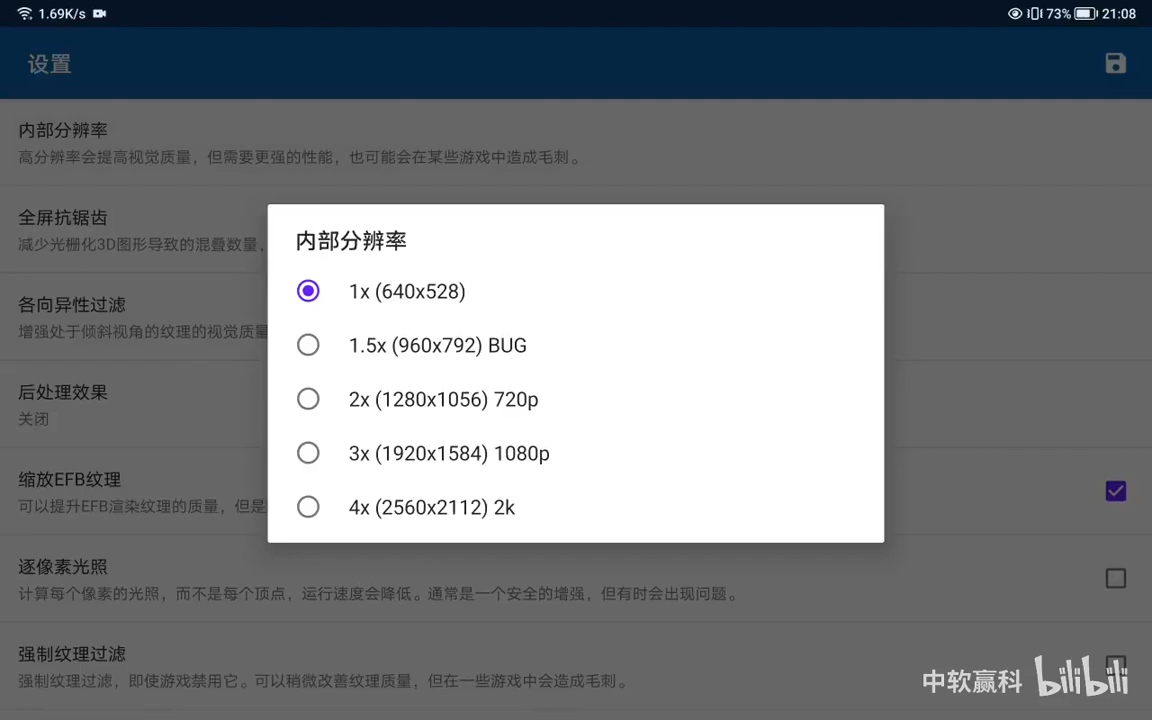 1.69K/s
73%
21:08
设置
内部分辨率
高分辨率会提高视觉质量，但需要更强的性能，也可能会在某些游戏中造成毛刺。
全屏抗锯齿
减少光栅化3D图形导致的混叠数量，
各向异性过滤
增强处于倾斜视角的纹理的视觉质量
后处理效果
关闭
缩放EFB纹理
可以提升EFB渲染纹理的质量，但是
逐像素光照
计算每个像素的光照，而不是每个顶点，运行速度会降低。通常是一个安全的增强，但有时会出现问题。
强制纹理过滤
强制纹理过滤，即使游戏禁用它。可以稍微改善纹理质量，但在一些游戏中会造成毛刺。
内部分辨率
1x (640x528)
1.5x (960x792) BUG
2x (1280x1056) 720p
3x (1920x1584) 1080p
4x (2560x2112) 2k
中软赢科 bilibili